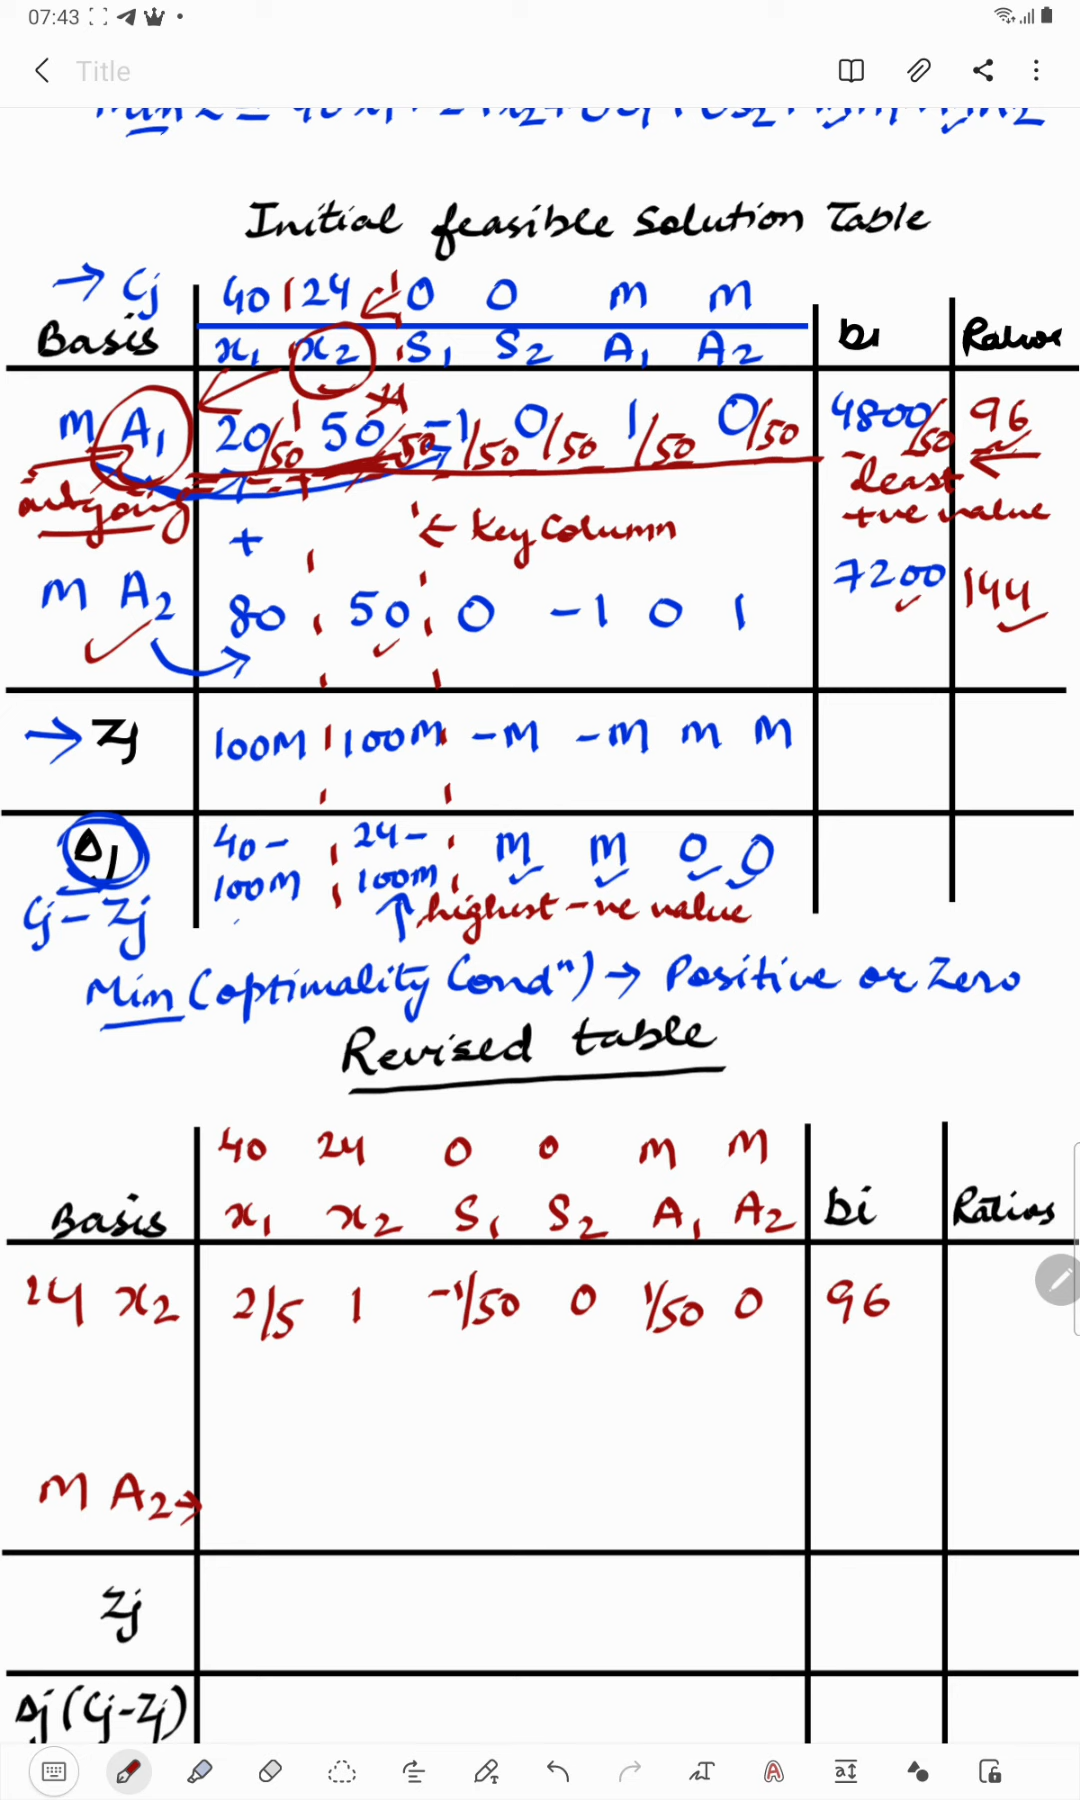 07:43
Title
Initial feasible solution Table
→ Cj 40 24 0 0 M M
Basis x1 x2 S1 S2 A1 A2 bi Ratios
M A1 20/50 50/50 -1/50 0/50 1/50 0/50 4800/50 96
outgoing least
+ve value
+ ← Key Column
M A2 80 50 0 -1 0 1 7200 144
→ Zj 100M 100M -M -M M M
Δj 40- 24- M M 0 0
100M 100M
Cj - Zj ↑ highest -ve value
Min (optimality Condn) → Positive or Zero
Revised table
40 24 0 0 M M
Basis x1 x2 S1 S2 A1 A2 bi Ratios
24 x2 2/5 1 -1/50 0 1/50 0 96
M A2→
Zj
Δj (Cj-Zj)